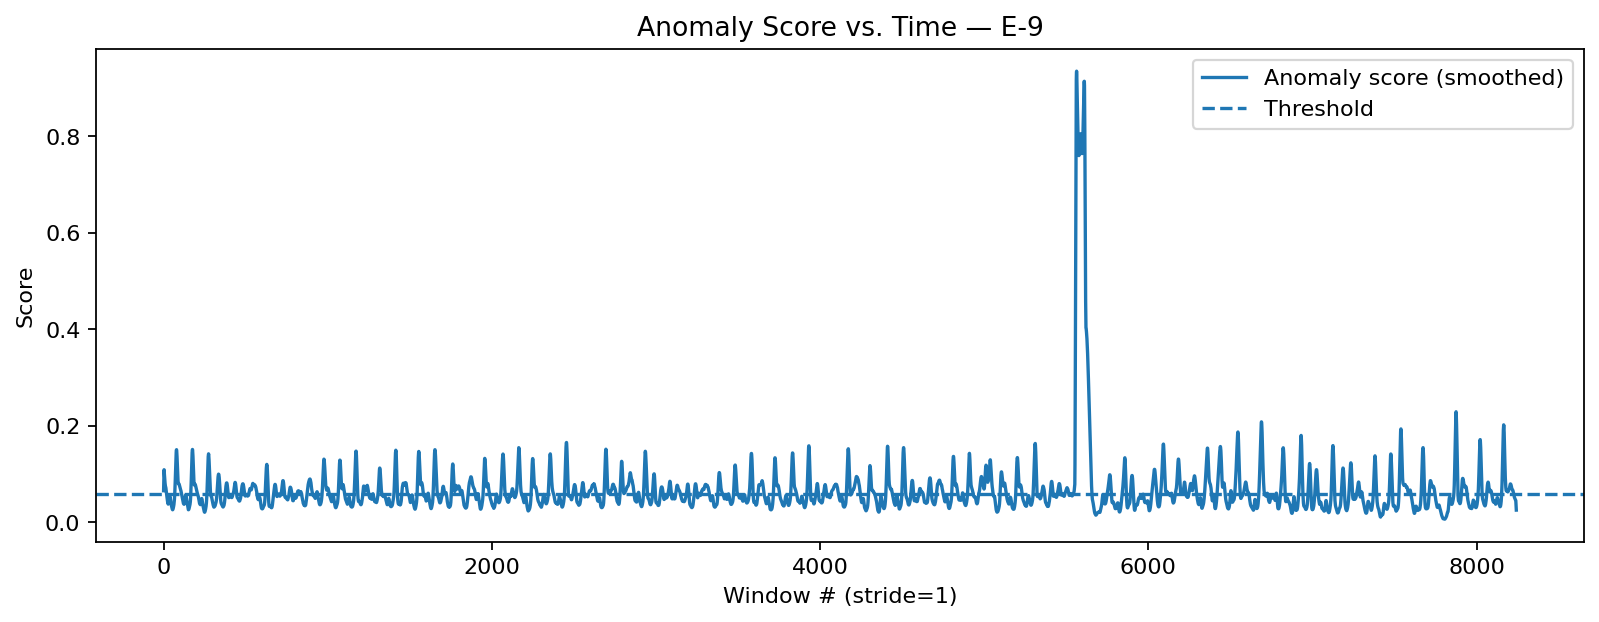 Anomaly Score vs. Time — E-9
Anomaly score (smoothed)
Threshold
Score
0.8
0.6
0.4
0.2
0.0
0
2000
4000
6000
8000
Window # (stride=1)